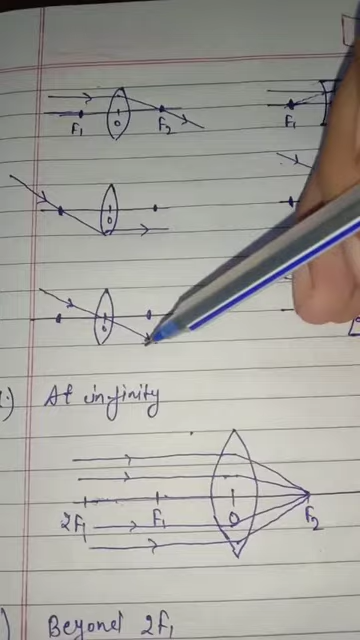 F₁ O F₂ F₁
O
O
i) At infinity
2F₁ F₁ O F₂
) Beyond 2F₁